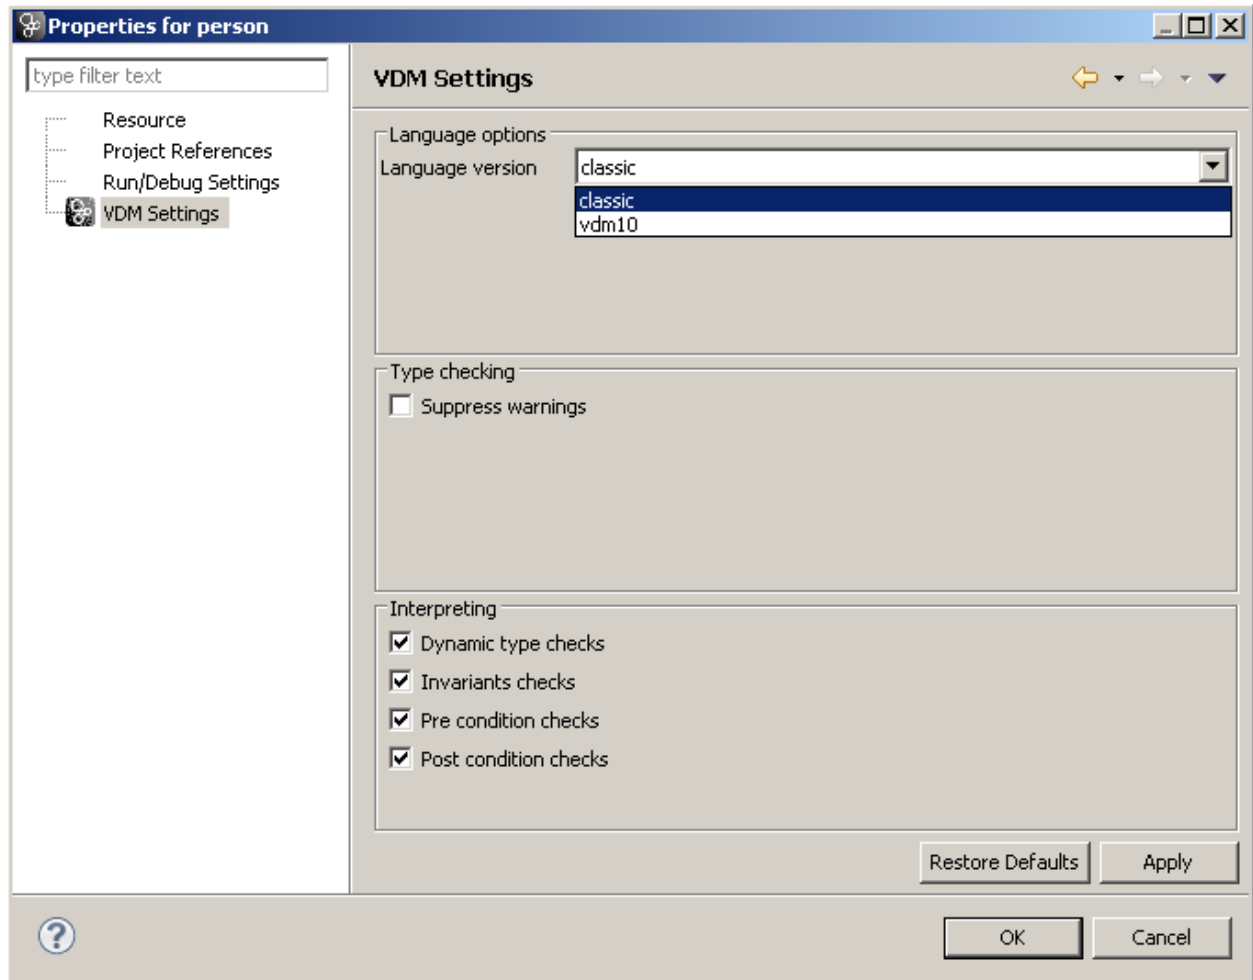 Properties for person
type filter text
Resource
Project References
Run/Debug Settings
VDM Settings
VDM Settings
Language options
Language version classic
classic
vdm10
Type checking
Suppress warnings
Interpreting
Dynamic type checks
Invariants checks
Pre condition checks
Post condition checks
Restore Defaults Apply
? OK Cancel